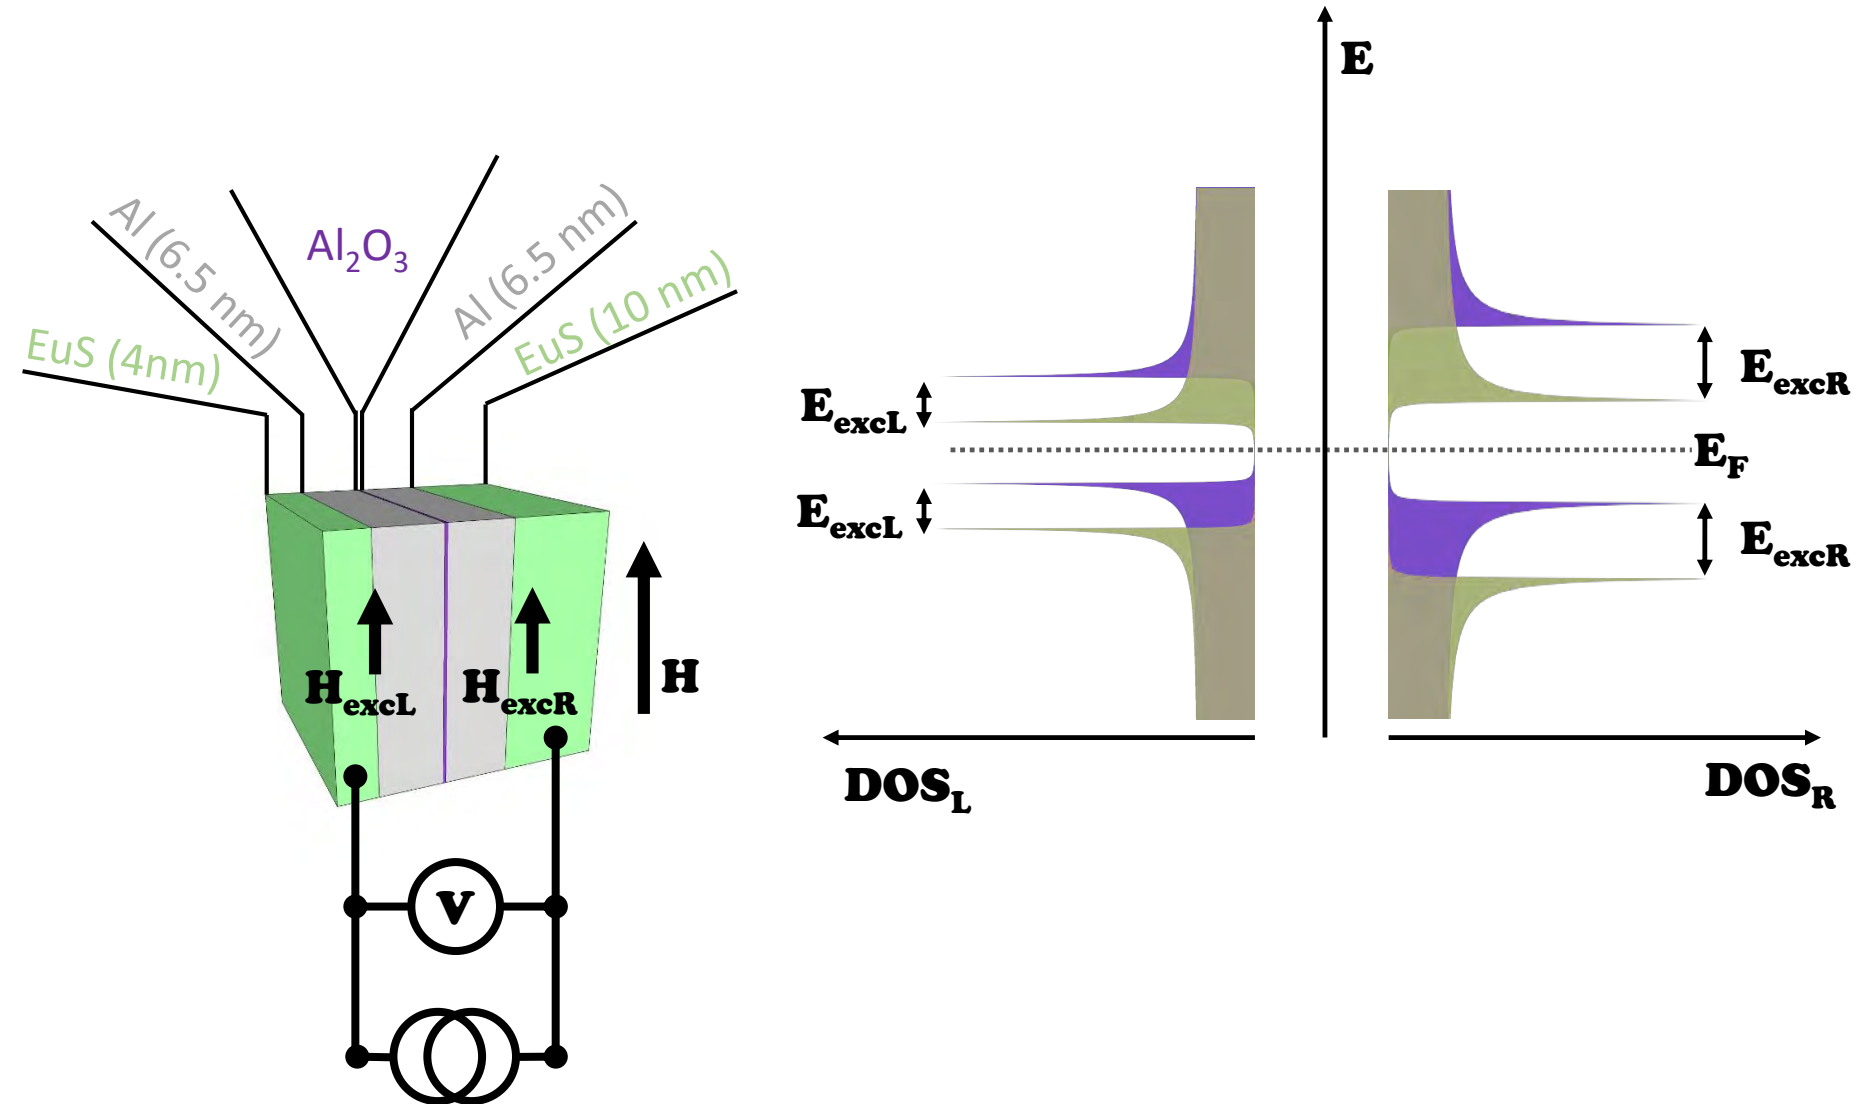 EuS (4nm)
Al (6.5 nm)
Al₂O₃
Al (6.5 nm)
EuS (10 nm)
H_excL
H_excR
H
V
E
E_excL
E_excL
E_excR
E_F
E_excR
DOS_L
DOS_R